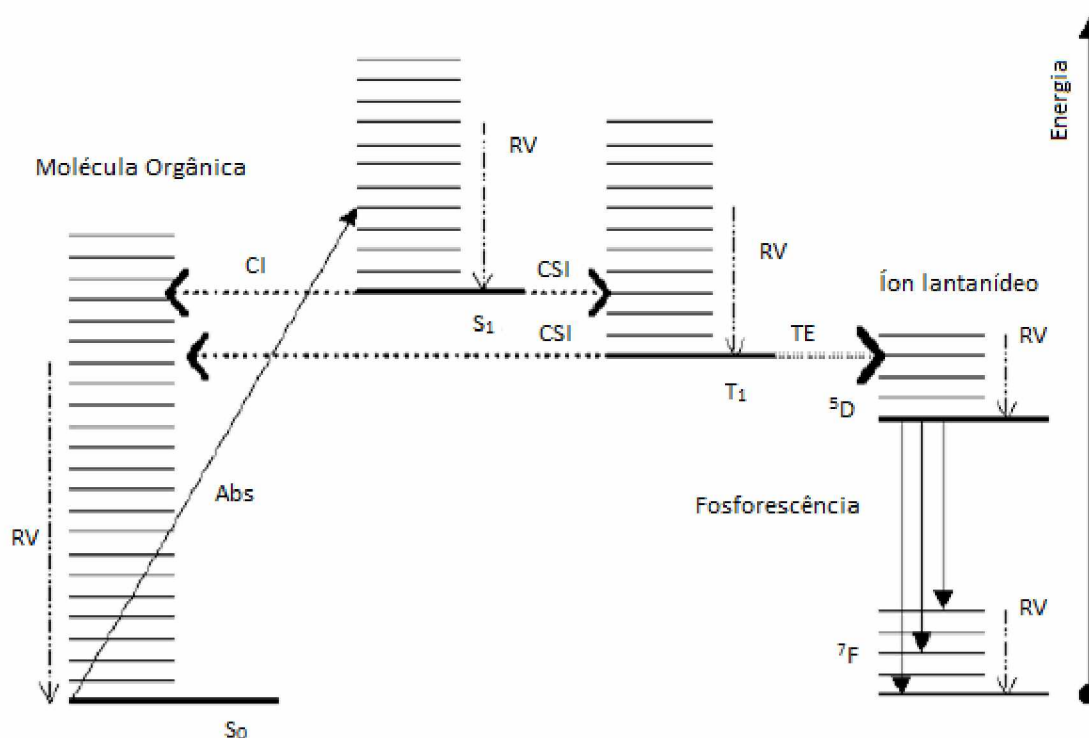 Energia
RV
Molécula Orgânica
CI
CSI
RV
Íon lantanídeo
S₁
CSI
TE
RV
T₁
⁵D
Abs
Fosforescência
RV
RV
⁷F
S₀